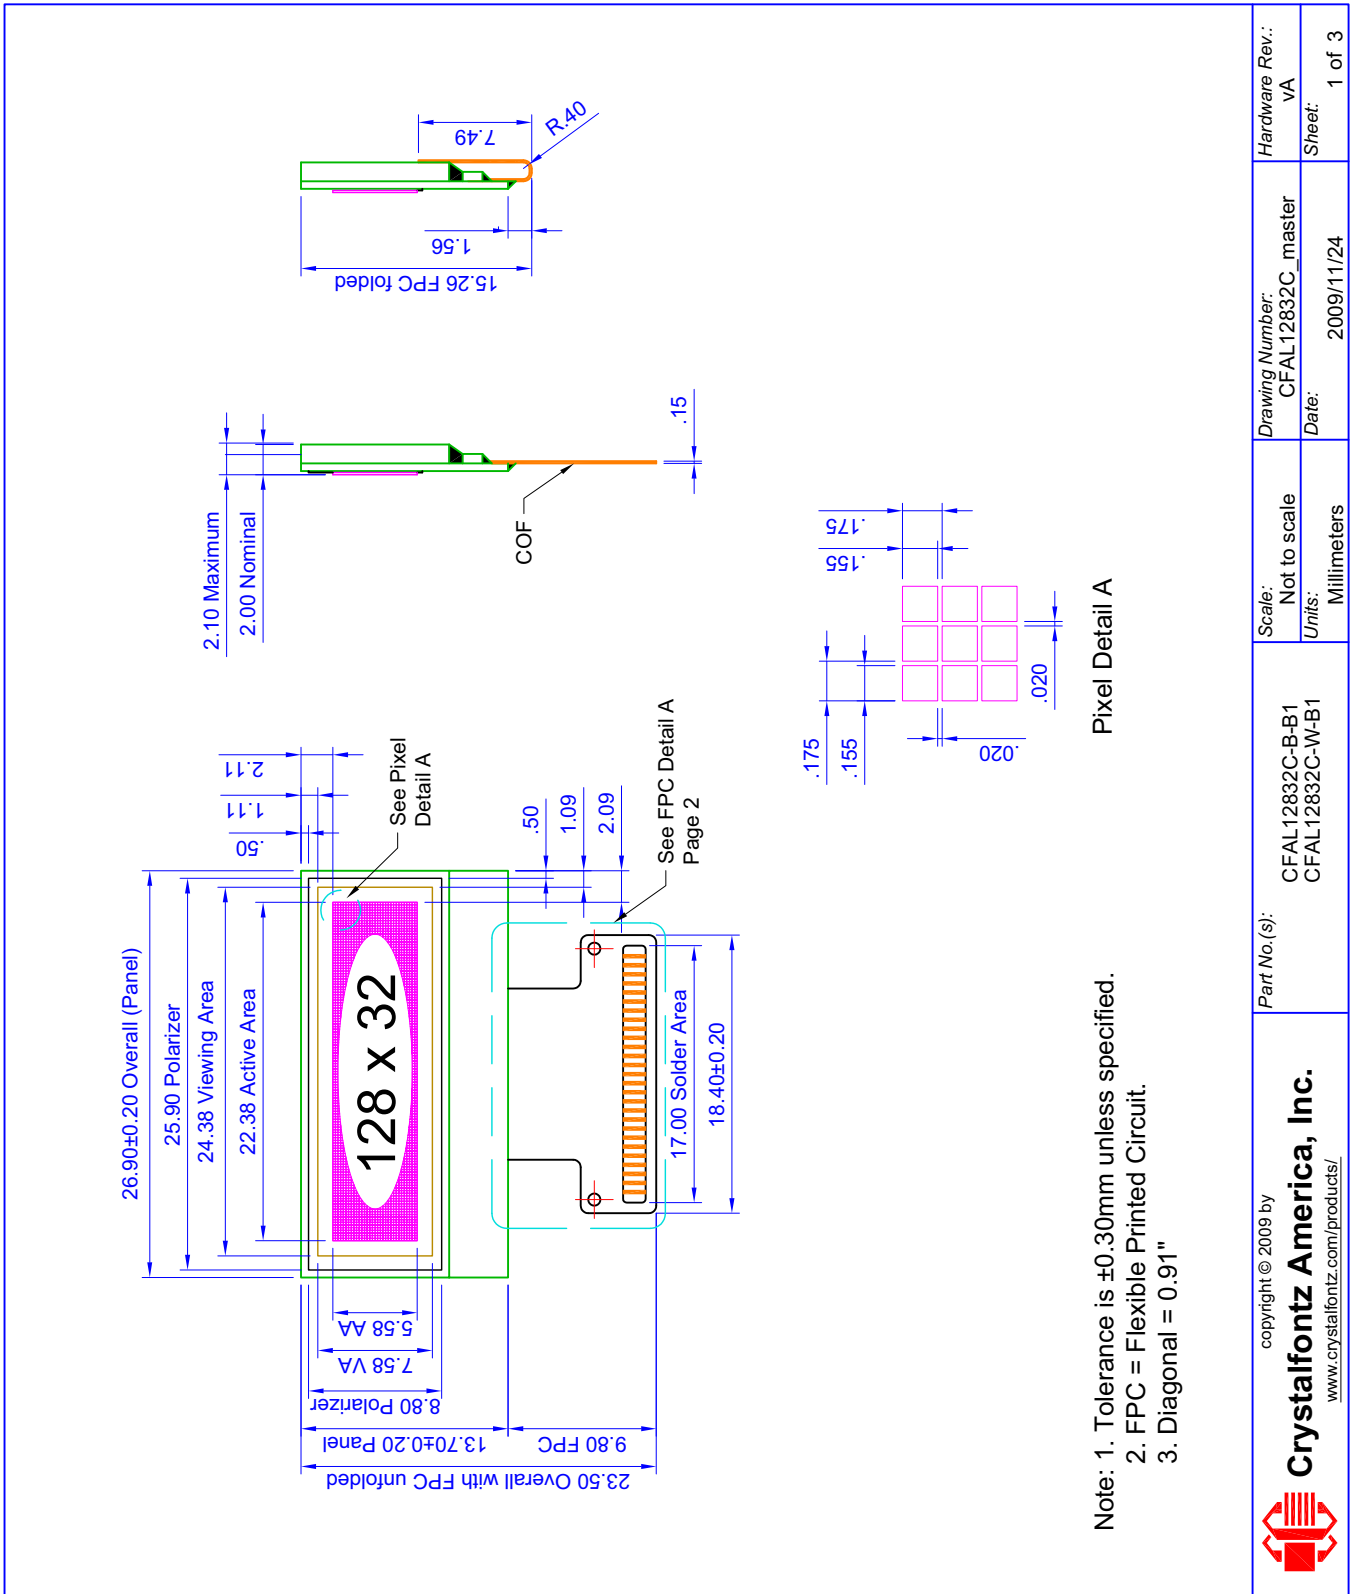 26.90±0.20 Overall (Panel)
25.90 Polarizer
24.38 Viewing Area
22.38 Active Area
.50
1.11
2.11
128 x 32
See Pixel
Detail A
5.58 AA
7.58 VA
8.80 Polarizer
13.70±0.20 Panel
9.80 FPC
23.50 Overall with FPC unfolded
.50
1.09
2.09
See FPC Detail A
Page 2
17.00 Solder Area
18.40±0.20
2.10 Maximum
2.00 Nominal
COF
.15
15.26 FPC folded
1.56
7.49
R.40
.175
.155
.175
.155
.020
.020
Pixel Detail A
Note: 1. Tolerance is ±0.30mm unless specified.
2. FPC = Flexible Printed Circuit.
3. Diagonal = 0.91"
copyright © 2009 by
Crystalfontz America, Inc.
www.crystalfontz.com/products/
Part No.(s):
CFAL12832C-B-B1
CFAL12832C-W-B1
Scale:
Not to scale
Units:
Millimeters
Drawing Number:
CFAL12832C_master
Date:
2009/11/24
Hardware Rev.:
vA
Sheet:
1 of 3